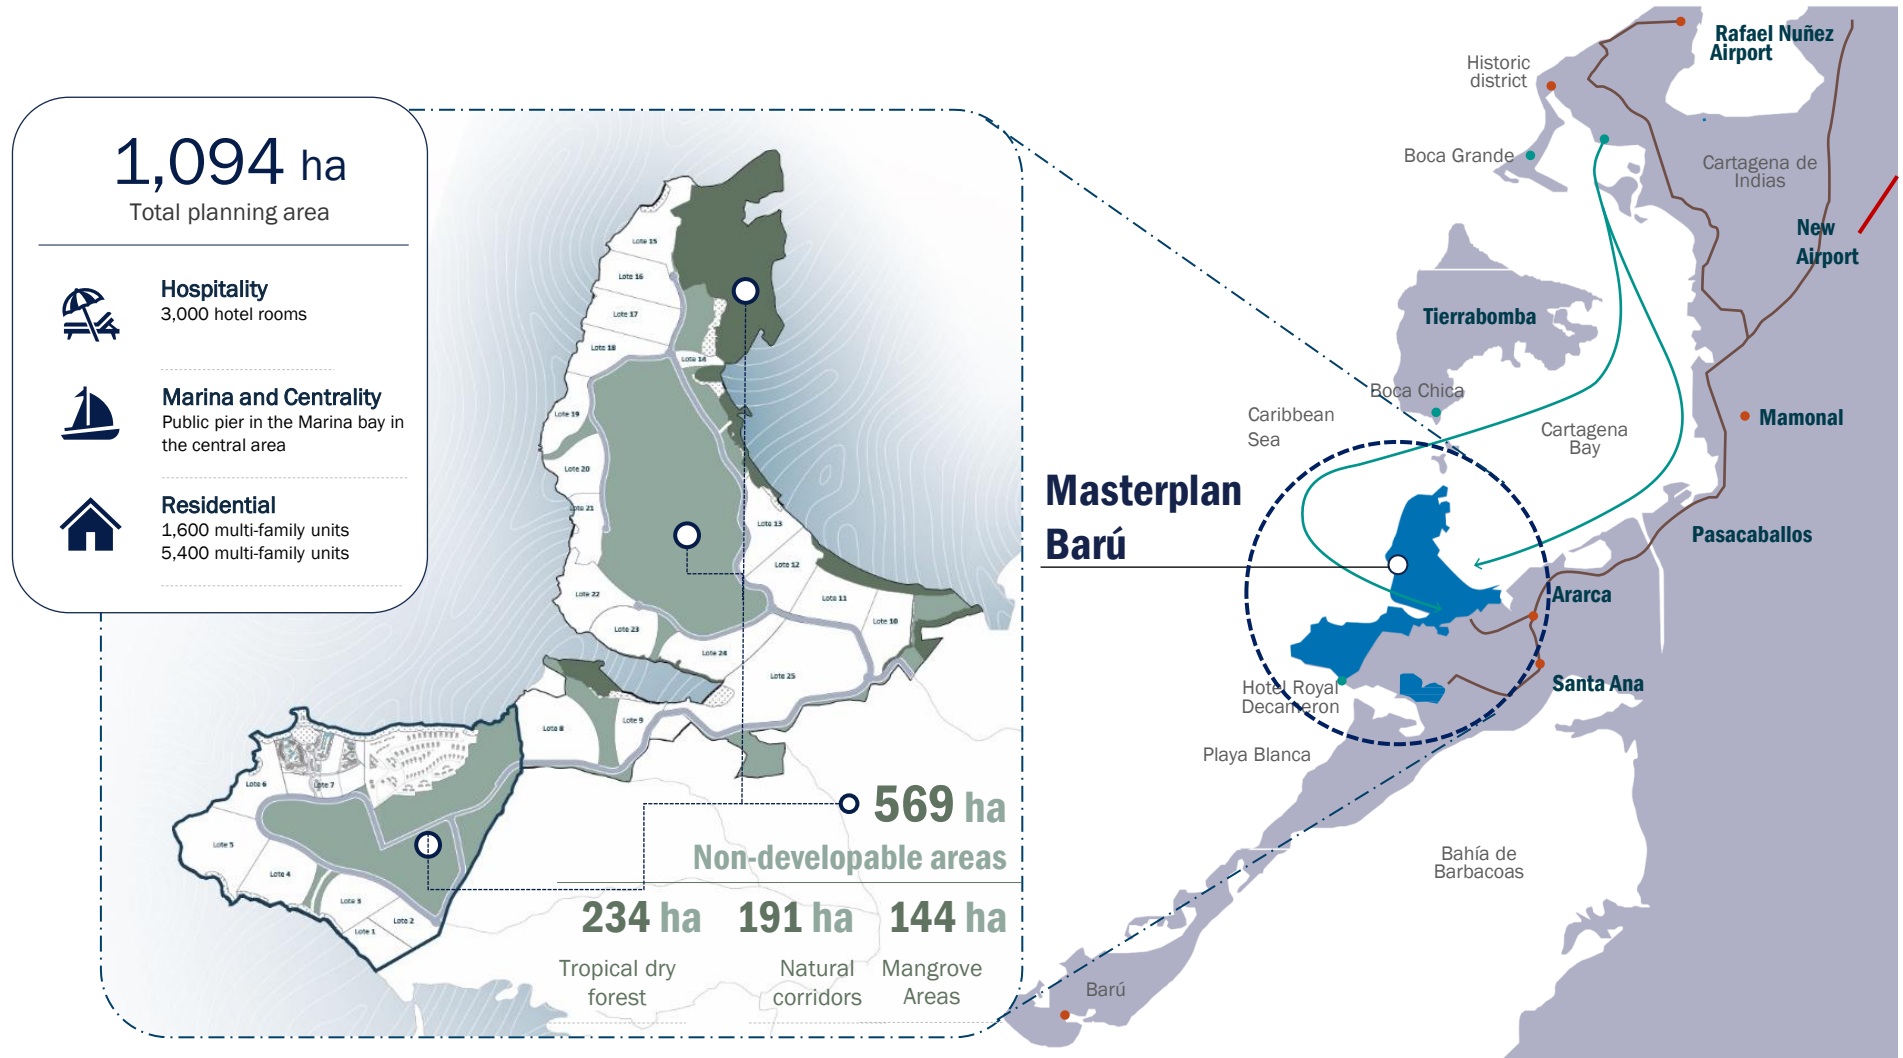 1,094 ha
Total planning area
Hospitality
3,000 hotel rooms
Marina and Centrality
Public pier in the Marina bay in
the central area
Residential
1,600 multi-family units
5,400 multi-family units
Lote 15
Lote 16
Lote 17
Lote 18
Lote 14
Lote 19
Lote 20
Lote 21
Lote 13
Lote 12
Lote 22
Lote 11
Lote 10
Lote 23
Lote 24
Lote 25
Lote 8
Lote 9
Lote 6
Lote 7
Lote 5
Lote 4
Lote 3
Lote 2
Lote 1
569 ha
Non-developable areas
234 ha
Tropical dry
forest
191 ha
Natural
corridors
144 ha
Mangrove
Areas
Masterplan
Barú
Rafael Nuñez
Airport
Historic
district
Boca Grande
Cartagena de
Indias
New
Airport
Tierrabomba
Boca Chica
Caribbean
Sea
Cartagena
Bay
Mamonal
Pasacaballos
Ararca
Santa Ana
Hotel Royal
Decameron
Playa Blanca
Bahía de
Barbacoas
Barú